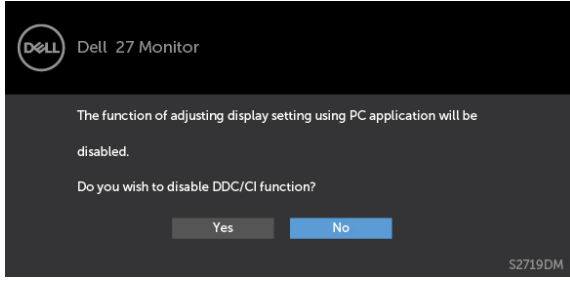 DELL
Dell 27 Monitor
The function of adjusting display setting using PC application will be
disabled.
Do you wish to disable DDC/CI function?
Yes No
S2719DM